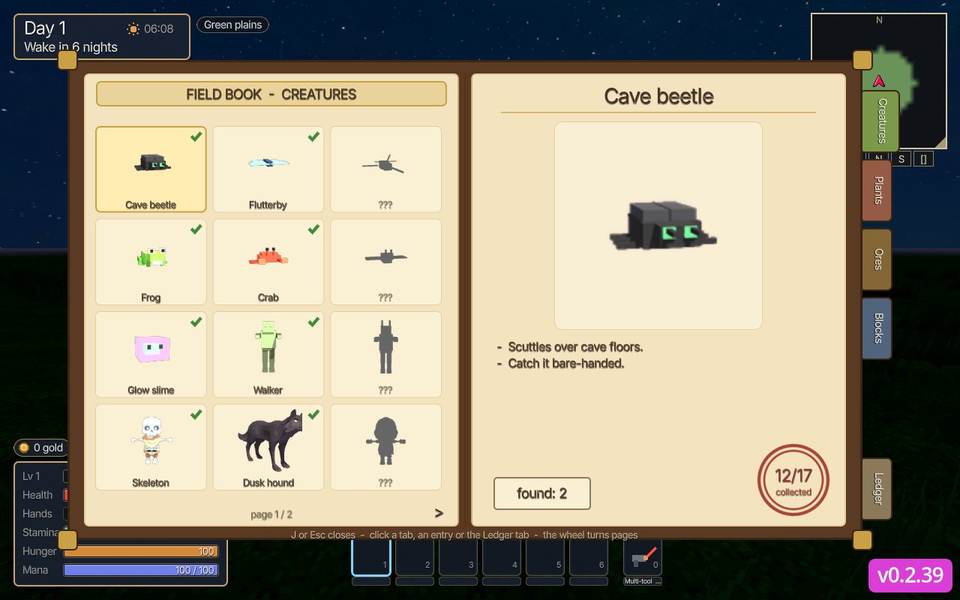 Day 1
06:08
Wake in 6 nights
Green plains
N
FIELD BOOK - CREATURES
Cave beetle
Flutterby
???
Frog
Crab
???
Glow slime
Walker
???
Skeleton
Dusk hound
???
page 1 / 2
>
Cave beetle
- Scuttles over cave floors.
- Catch it bare-handed.
found: 2
12/17
collected
Creatures
Plants
Ores
Blocks
Ledger
N
S
[]
J or Esc closes - click a tab, an entry or the Ledger tab - the wheel turns pages
0 gold
Lv 1
Health
Hands
Stamina
Hunger 100
Mana 100 / 100
1
2
3
4
5
6
0
Multi-tool ...
v0.2.39